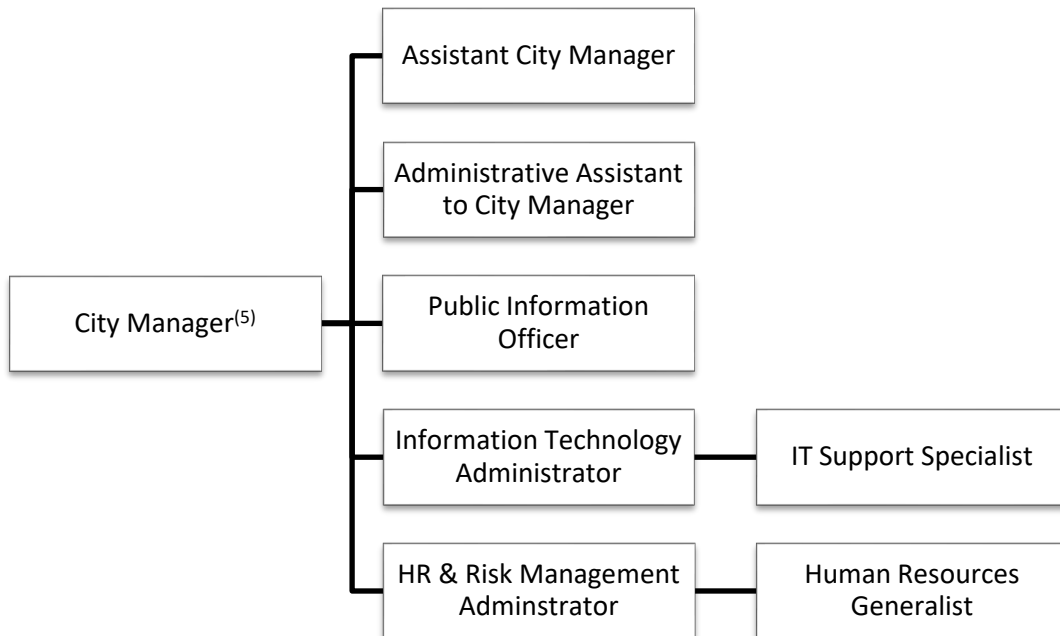 Assistant City Manager
Administrative Assistant
to City Manager
City Manager(5)
Public Information
Officer
Information Technology
Administrator
IT Support Specialist
HR & Risk Management
Adminstrator
Human Resources
Generalist